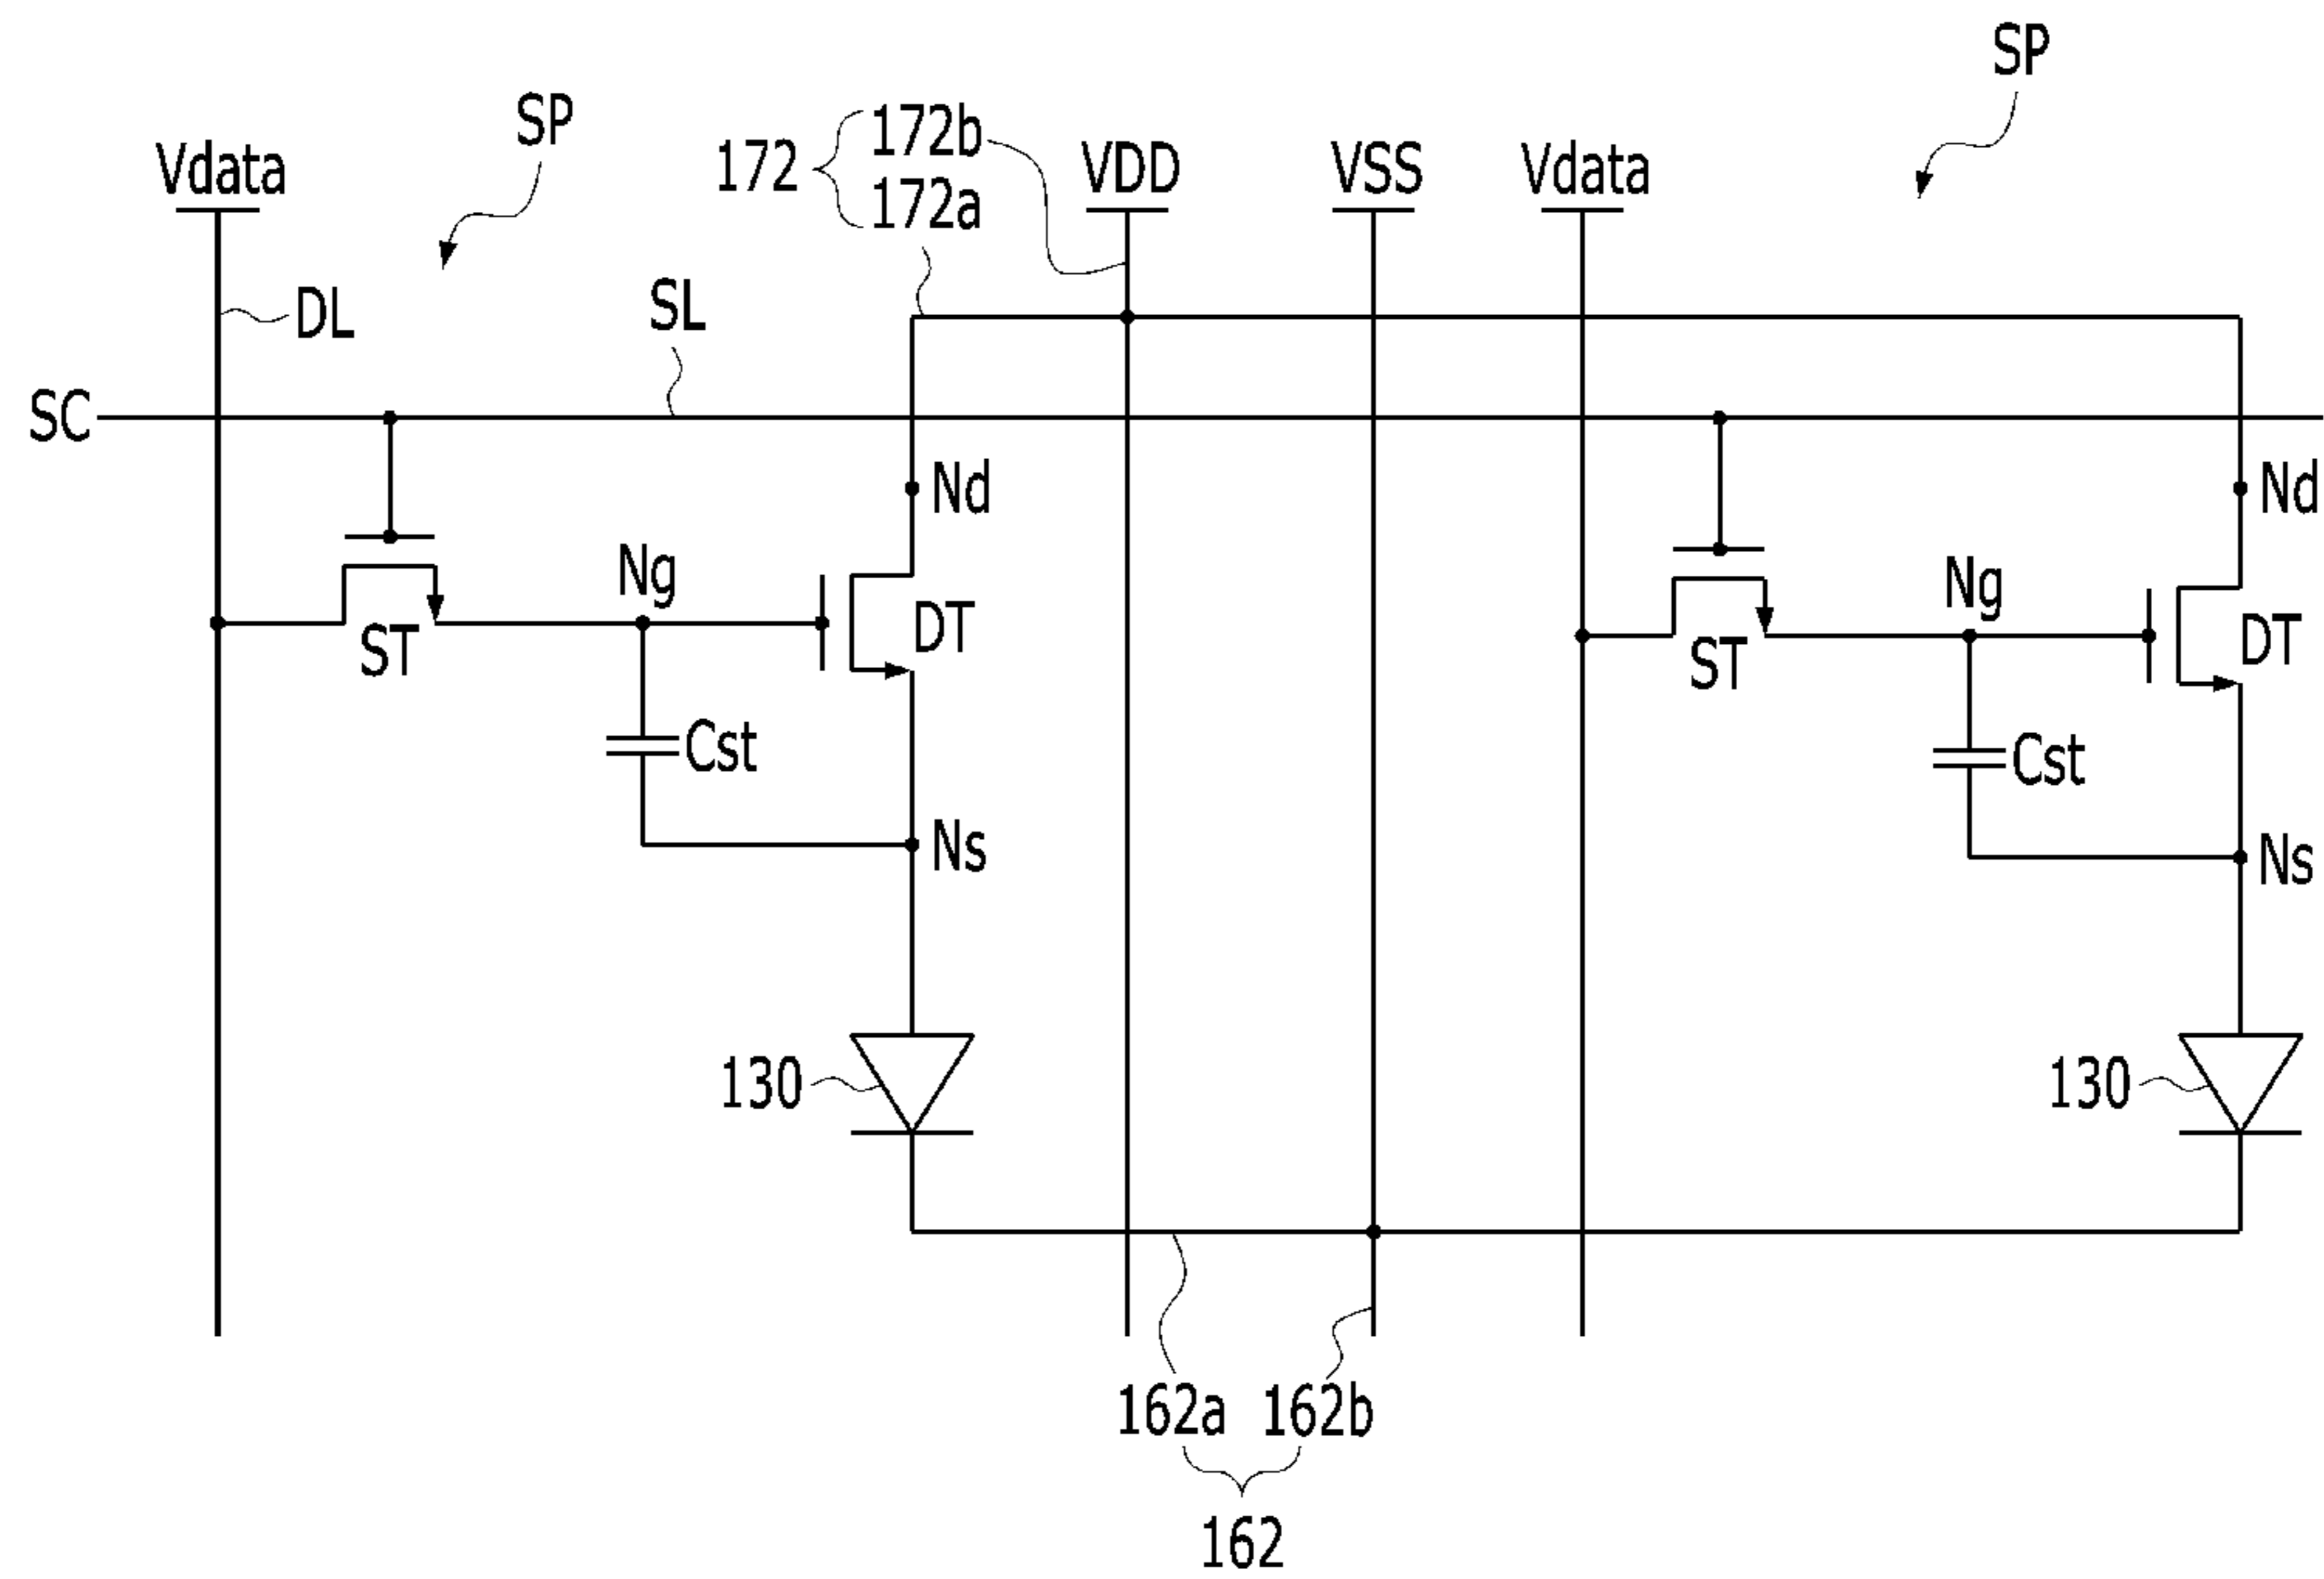 SP
SP
172
172b
172a
Vdata
VDD
VSS
Vdata
DL
SL
SC
Nd
Nd
Ng
Ng
DT
DT
ST
ST
Cst
Cst
Ns
Ns
130
130
162a
162b
162